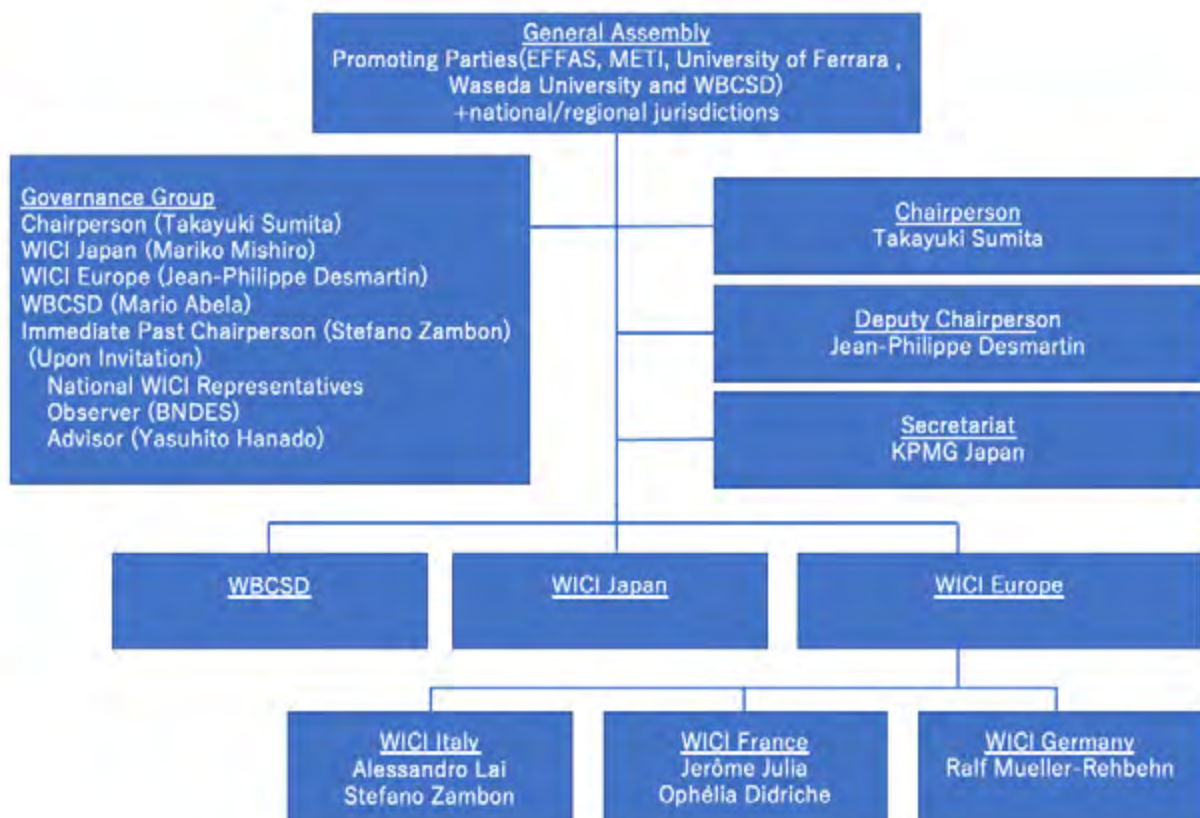 General Assembly
Promoting Parties(EFFAS, METI, University of Ferrara ,
Waseda University and WBCSD)
+national/regional jurisdictions
Governance Group
Chairperson (Takayuki Sumita)
WICI Japan (Mariko Mishiro)
WICI Europe (Jean-Philippe Desmartin)
WBCSD (Mario Abela)
Immediate Past Chairperson (Stefano Zambon)
(Upon Invitation)
National WICI Representatives
Observer (BNDES)
Advisor (Yasuhito Hanado)
Chairperson
Takayuki Sumita
Deputy Chairperson
Jean-Philippe Desmartin
Secretariat
KPMG Japan
WBCSD
WICI Japan
WICI Europe
WICI Italy
Alessandro Lai
Stefano Zambon
WICI France
Jerôme Julia
Ophélia Didriche
WICI Germany
Ralf Mueller-Rehbehn